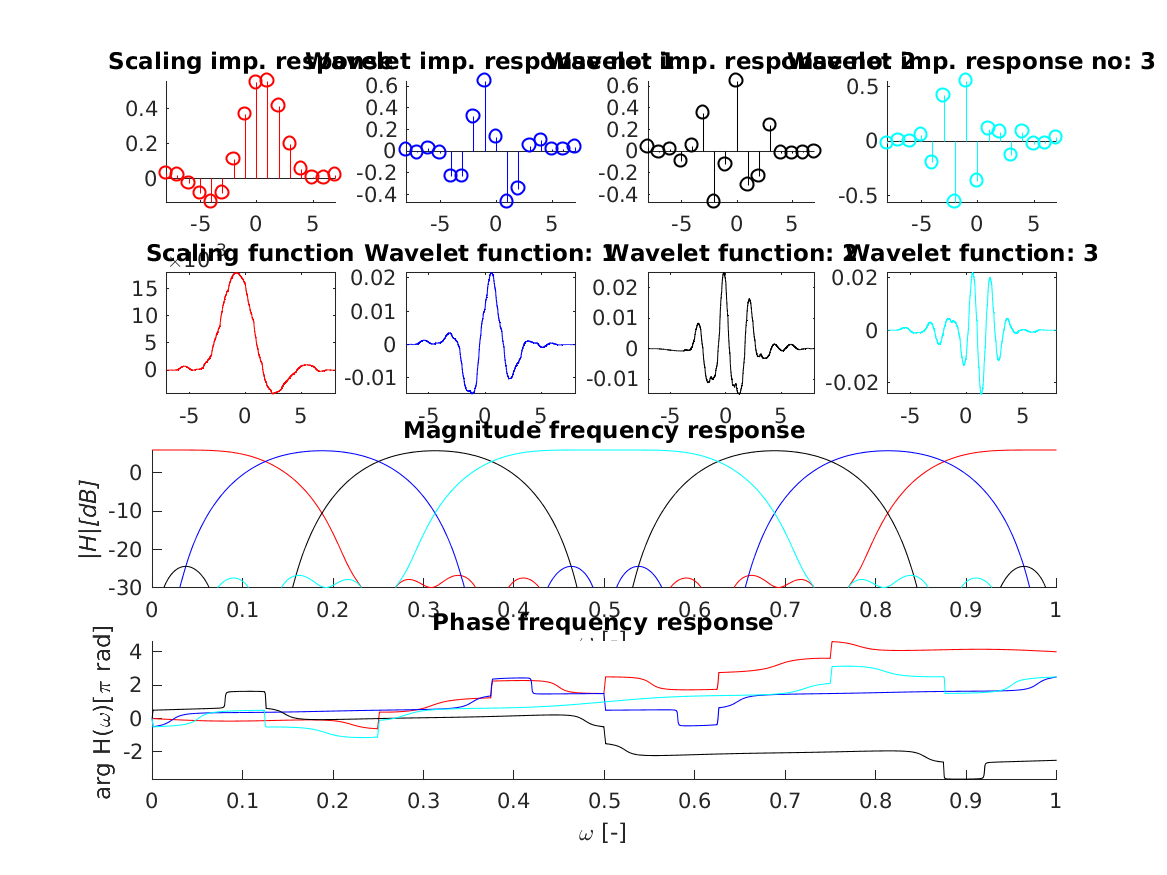 Scaling imp. response Wavelet imp. response no: 1 Wavelet imp. response no: 2 Wavelet imp. response no: 3
0.4
0.2
0
-5 0 5
0.6
0.4
0.2
0
-0.2
-0.4
-5 0 5
0.6
0.4
0.2
0
-0.2
-0.4
-5 0 5
0.5
0
-0.5
-5 0 5
Scaling function Wavelet function: 1 Wavelet function: 2 Wavelet function: 3
15
10
5
0
-5 0 5
0.02
0.01
0
-0.01
-5 0 5
0.02
0.01
0
-0.01
-5 0 5
0.02
0
-0.02
-5 0 5
Magnitude frequency response
|H|[dB]
0
-10
-20
-30
0 0.1 0.2 0.3 0.4 0.5 0.6 0.7 0.8 0.9 1
Phase frequency response
arg H(ω)[π rad]
4
2
0
-2
0 0.1 0.2 0.3 0.4 0.5 0.6 0.7 0.8 0.9 1
ω [-]